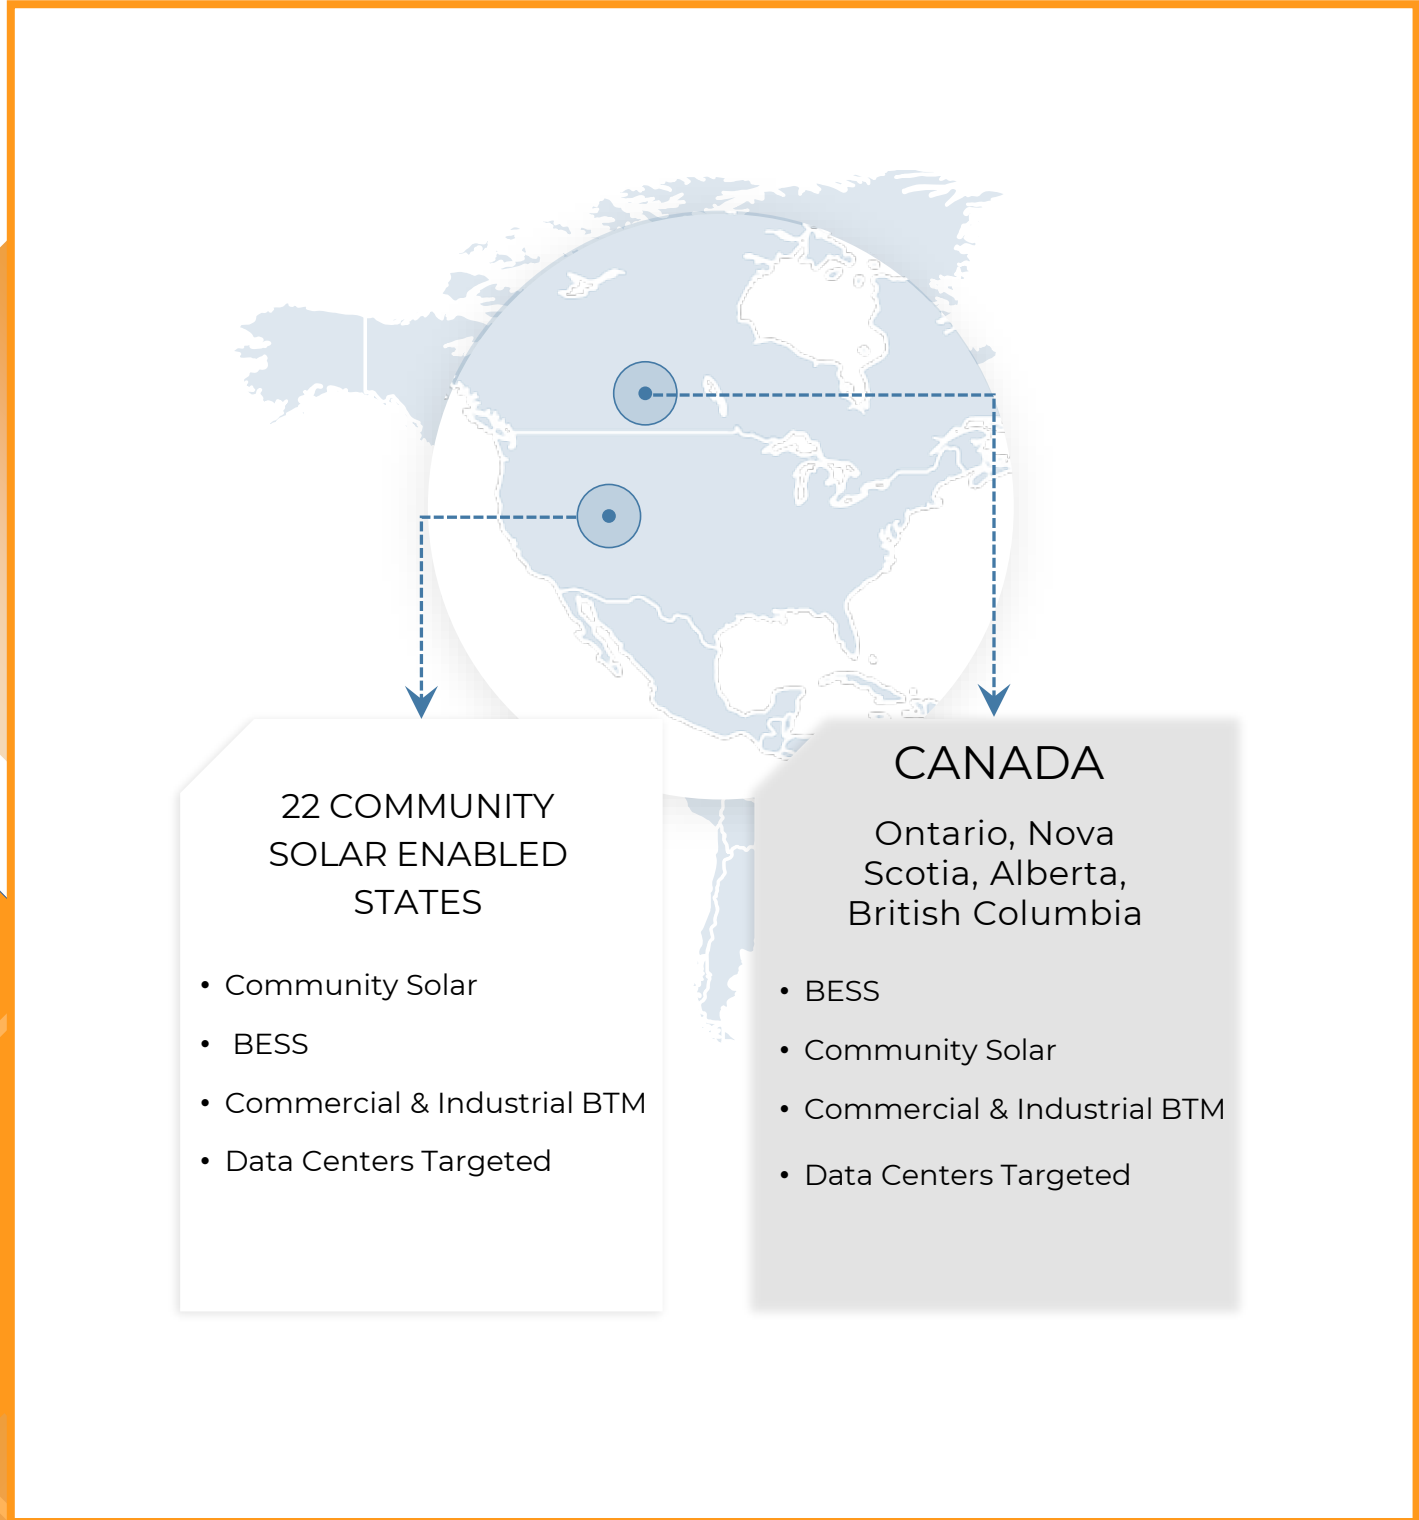 22 COMMUNITY
SOLAR ENABLED
STATES
• Community Solar
• BESS
• Commercial & Industrial BTM
• Data Centers Targeted
CANADA
Ontario, Nova
Scotia, Alberta,
British Columbia
• BESS
• Community Solar
• Commercial & Industrial BTM
• Data Centers Targeted